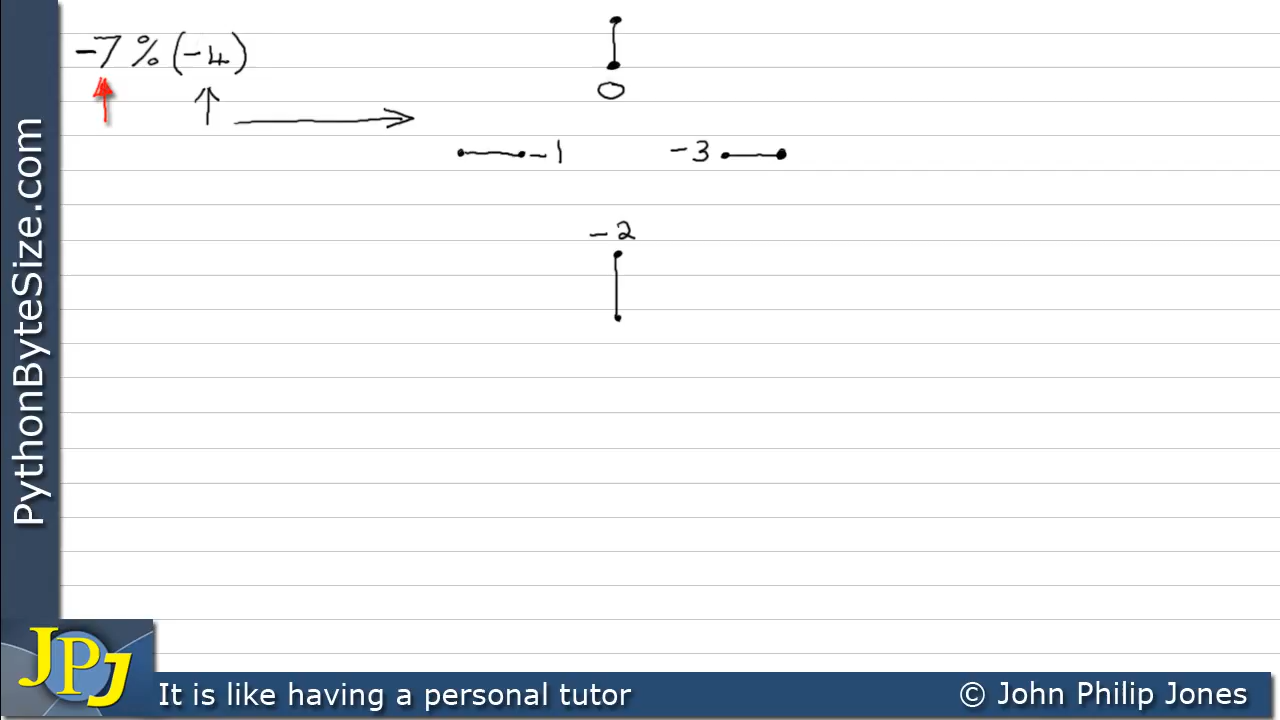 -7 % (-4)
0
-1
-3
-2
PythonByteSize.com
JPJ
It is like having a personal tutor
© John Philip Jones